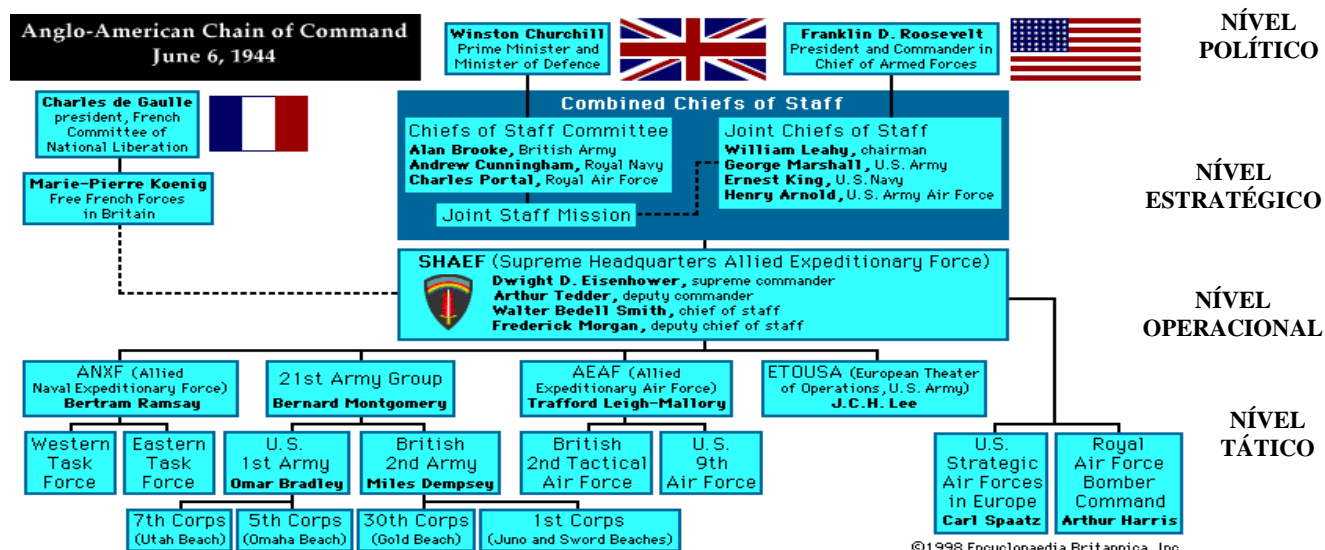 Anglo-American Chain of Command
June 6, 1944
Winston Churchill
Prime Minister and
Minister of Defence
Franklin D. Roosevelt
President and Commander in
Chief of Armed Forces
NÍVEL
POLÍTICO
Charles de Gaulle
president, French
Committee of
National Liberation
Marie-Pierre Koenig
Free French Forces
in Britain
Combined Chiefs of Staff
Chiefs of Staff Committee
Alan Brooke, British Army
Andrew Cunningham, Royal Navy
Charles Portal, Royal Air Force
Joint Staff Mission
Joint Chiefs of Staff
William Leahy, chairman
George Marshall, U.S. Army
Ernest King, U.S. Navy
Henry Arnold, U.S. Army Air Force
NÍVEL
ESTRATÉGICO
SHAEF (Supreme Headquarters Allied Expeditionary Force)
Dwight D. Eisenhower, supreme commander
Arthur Tedder, deputy commander
Walter Bedell Smith, chief of staff
Frederick Morgan, deputy chief of staff
NÍVEL
OPERACIONAL
ANXF (Allied
Naval Expeditionary Force)
Bertram Ramsay
21st Army Group
Bernard Montgomery
AEAF (Allied
Expeditionary Air Force)
Trafford Leigh-Mallory
ETOUSA (European Theater
of Operations, U.S. Army)
J.C.H. Lee
NÍVEL
TÁTICO
Western
Task
Force
Eastern
Task
Force
U.S.
1st Army
Omar Bradley
British
2nd Army
Miles Dempsey
British
2nd Tactical
Air Force
U.S.
9th
Air Force
U.S.
Strategic
Air Forces
in Europe
Carl Spaatz
Royal
Air Force
Bomber
Command
Arthur Harris
7th Corps
(Utah Beach)
5th Corps
(Omaha Beach)
30th Corps
(Gold Beach)
1st Corps
(Juno and Sword Beaches)
©1998 Encyclopaedia Britannica, Inc.